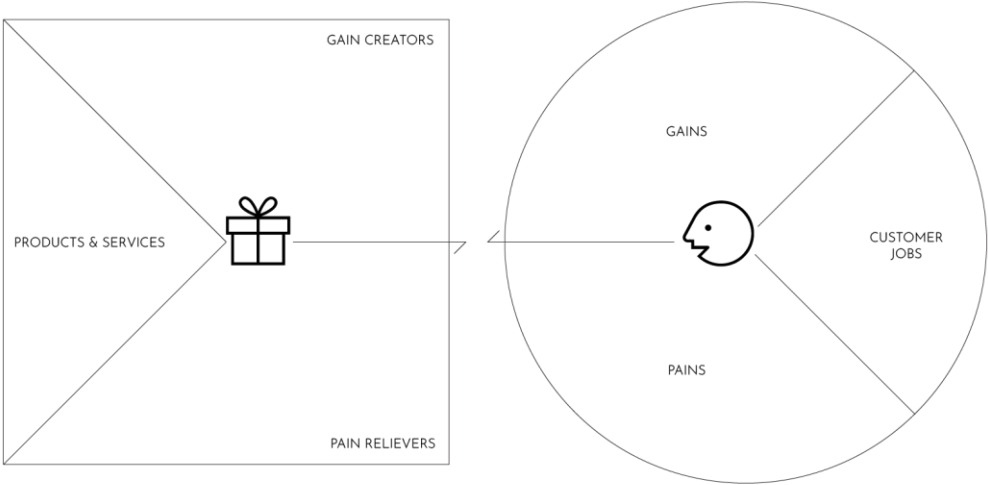 GAIN CREATORS
PRODUCTS & SERVICES
PAIN RELIEVERS
GAINS
CUSTOMER
JOBS
PAINS